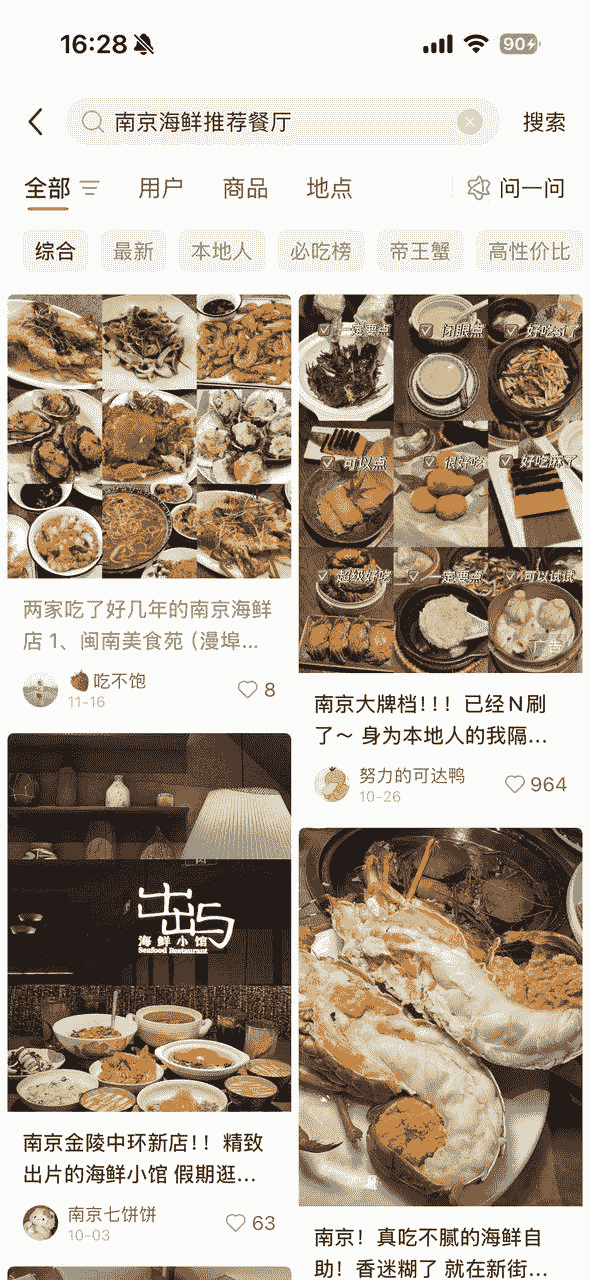 16:28
90
南京海鲜推荐餐厅
搜索
全部
用户
商品
地点
问一问
综合
最新
本地人
必吃榜
帝王蟹
高性价比
两家吃了好几年的南京海鲜
店 1、闽南美食苑（漫埠...
吃不饱
11-16
8
一定要点
闭眼点
好吃si了
可以点
很好吃
好吃麻了
超级好吃
一定要点
可以试试
广告
南京大牌档！！！已经N刷
了～ 身为本地人的我隔...
努力的可达鸭
10-26
964
海鲜小馆
Seafood Restaurant
南京金陵中环新店！！精致
出片的海鲜小馆 假期逛...
南京七饼饼
10-03
63
南京！真吃不腻的海鲜自
助！香迷糊了 就在新街...